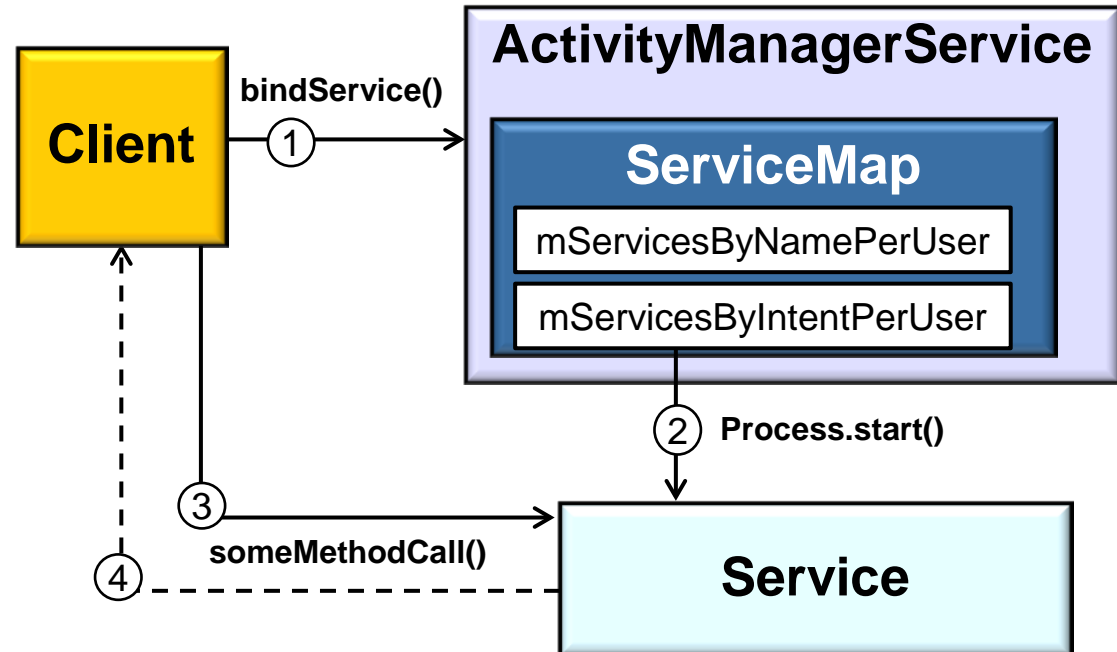 ActivityManagerService
bindService()
Client
1
ServiceMap
mServicesByNamePerUser
mServicesByIntentPerUser
2
Process.start()
3
someMethodCall()
4
Service